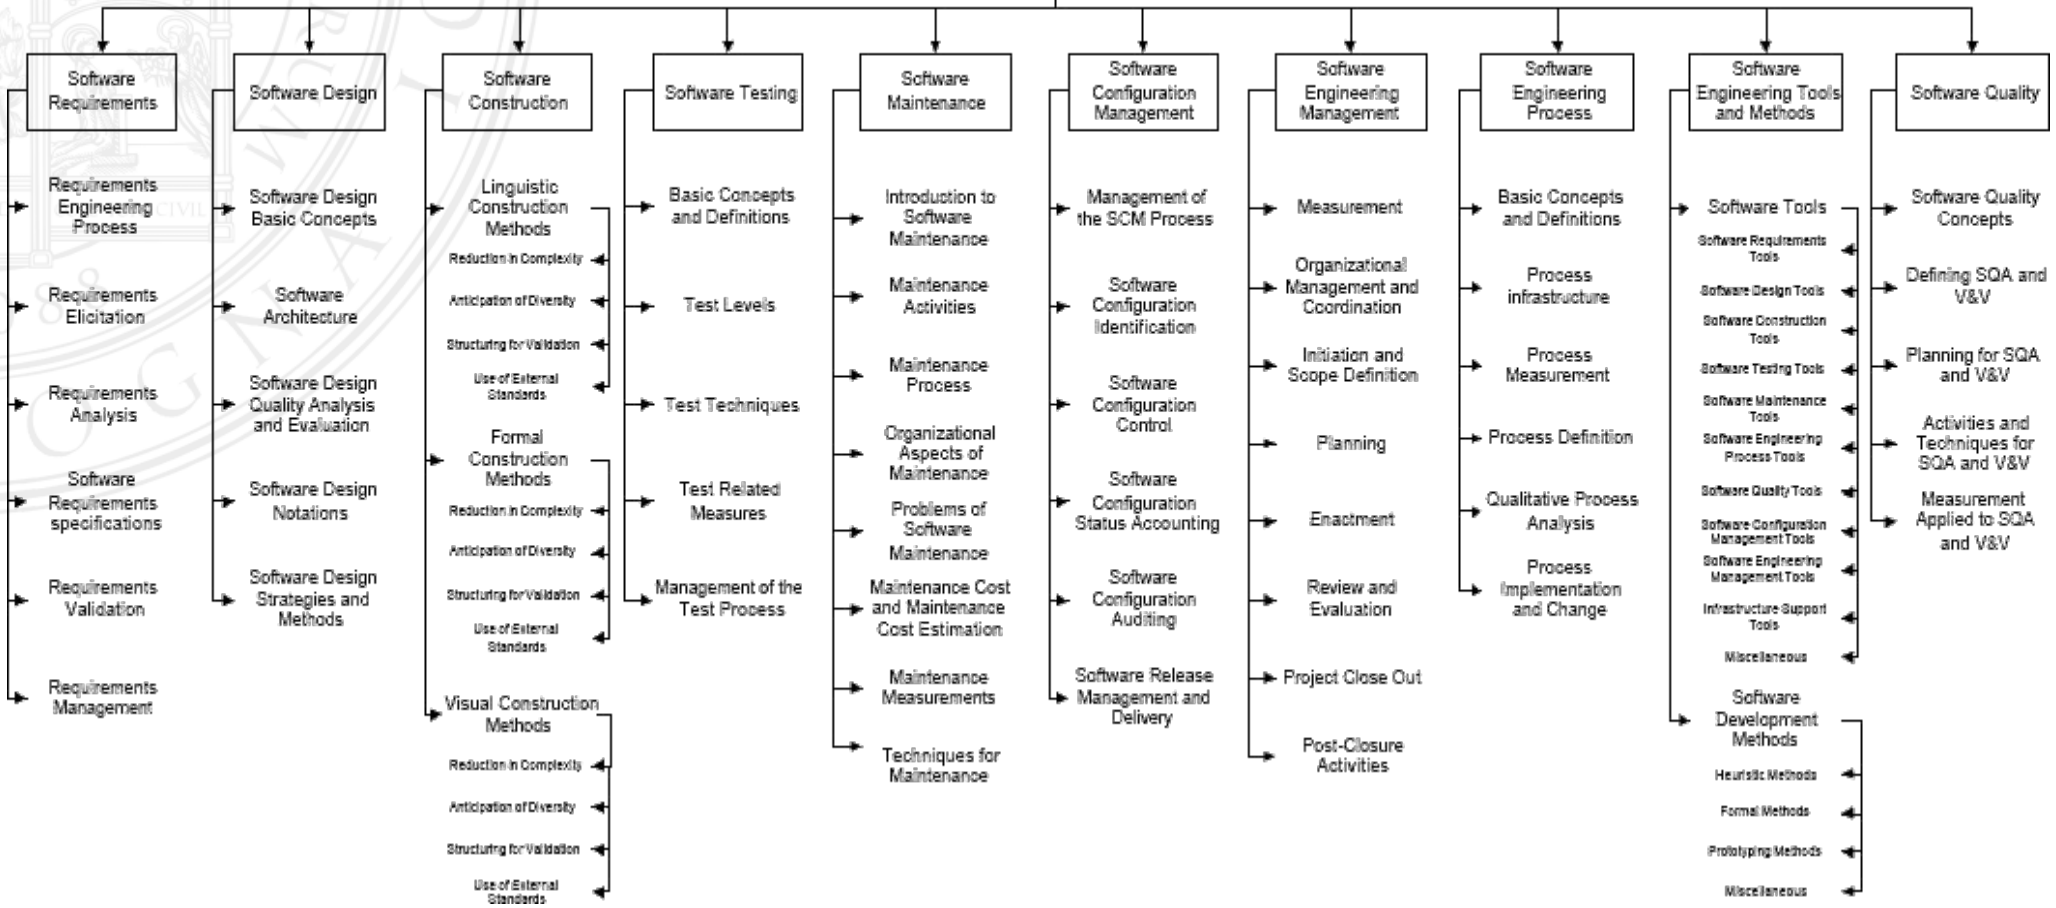 Software
Requirements
Requirements
Engineering
Process
Requirements
Elicitation
Requirements
Analysis
Software
Requirements
specifications
Requirements
Validation
Requirements
Management
Software Design
Software Design
Basic Concepts
Software
Architecture
Software Design
Quality Analysis
and Evaluation
Software Design
Notations
Software Design
Strategies and
Methods
Software
Construction
Linguistic
Construction
Methods
Reduction in Complexity
Anticipation of Diversity
Structuring for Validation
Use of External
Standards
Formal
Construction
Methods
Reduction in Complexity
Anticipation of Diversity
Structuring for Validation
Use of External
Standards
Visual Construction
Methods
Reduction in Complexity
Anticipation of Diversity
Structuring for Validation
Use of External
Standards
Software Testing
Basic Concepts
and Definitions
Test Levels
Test Techniques
Test Related
Measures
Management of the
Test Process
Software
Maintenance
Introduction to
Software
Maintenance
Maintenance
Activities
Maintenance
Process
Organizational
Aspects of
Maintenance
Problems of
Software
Maintenance
Maintenance Cost
and Maintenance
Cost Estimation
Maintenance
Measurements
Techniques for
Maintenance
Software
Configuration
Management
Management of
the SCM Process
Software
Configuration
Identification
Software
Configuration
Control
Software
Configuration
Status Accounting
Software
Configuration
Auditing
Software Release
Management and
Delivery
Software
Engineering
Management
Measurement
Organizational
Management and
Coordination
Initiation and
Scope Definition
Planning
Enactment
Review and
Evaluation
Project Close Out
Post-Closure
Activities
Software
Engineering
Process
Basic Concepts
and Definitions
Process
infrastructure
Process
Measurement
Process Definition
Qualitative Process
Analysis
Process
Implementation
and Change
Software
Engineering Tools
and Methods
Software Tools
Software Requirements
Tools
Software Design Tools
Software Construction
Tools
Software Testing Tools
Software Maintenance
Tools
Software Engineering
Process Tools
Software Quality Tools
Software Configuration
Management Tools
Software Engineering
Management Tools
Infrastructure Support
Tools
Miscellaneous
Software
Development
Methods
Heuristic Methods
Formal Methods
Prototyping Methods
Miscellaneous
Software Quality
Software Quality
Concepts
Defining SQA and
V&V
Planning for SQA
and V&V
Activities and
Techniques for
SQA and V&V
Measurement
Applied to SQA
and V&V